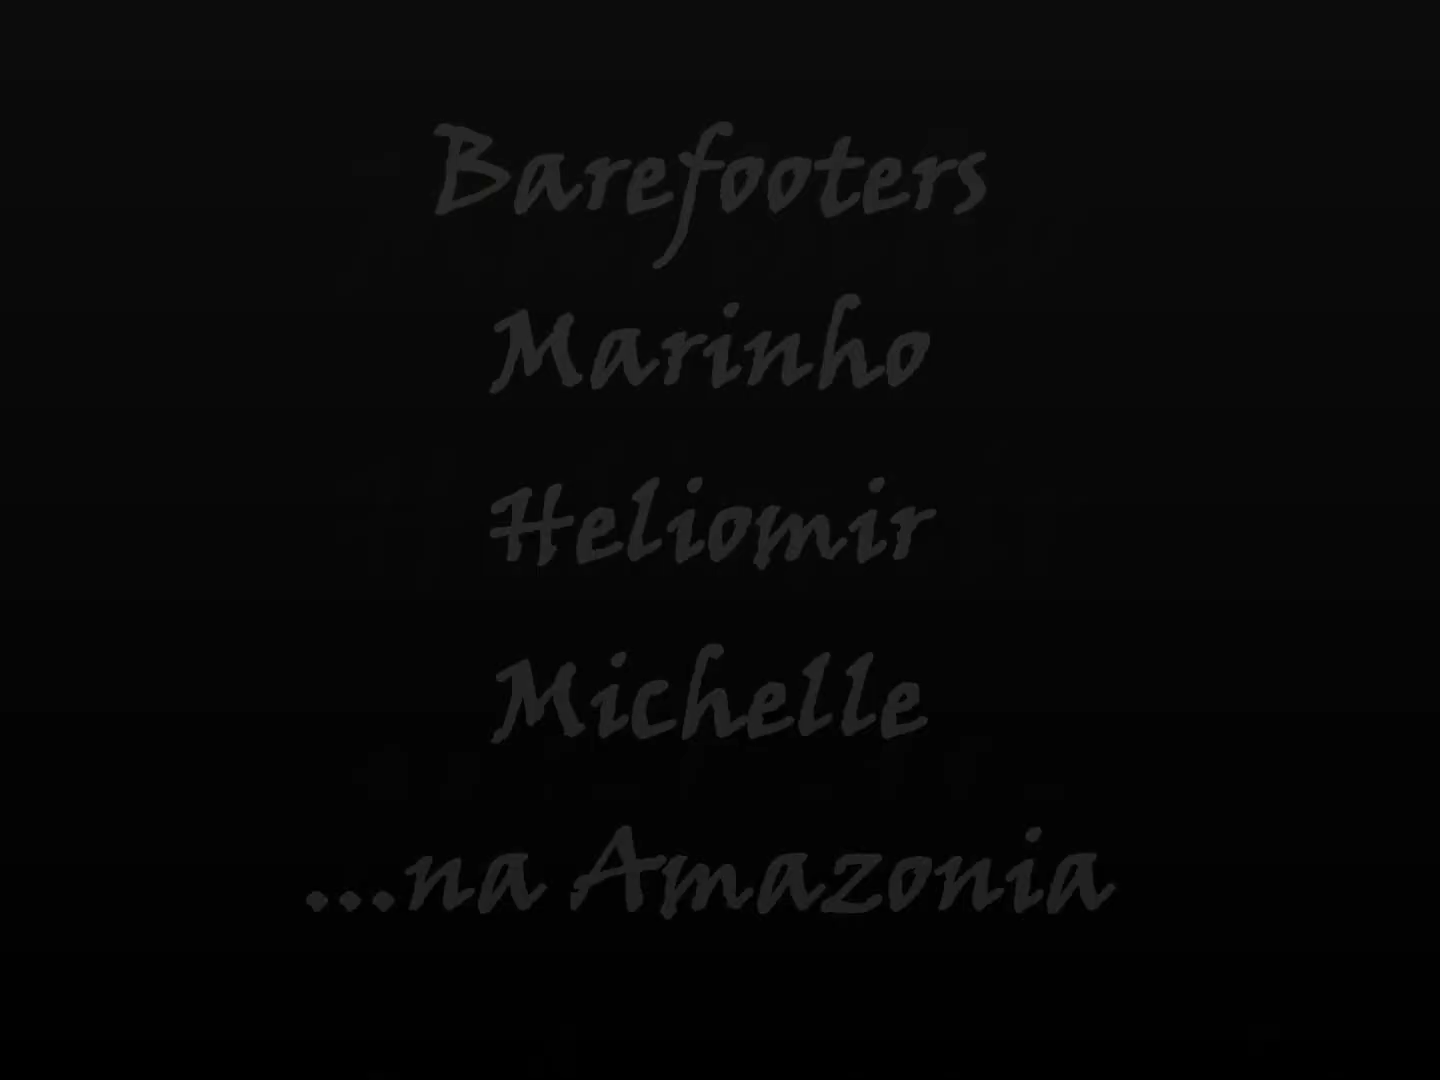 Barefooters
Marinho
Heliomir
Michelle
...na Amazonia